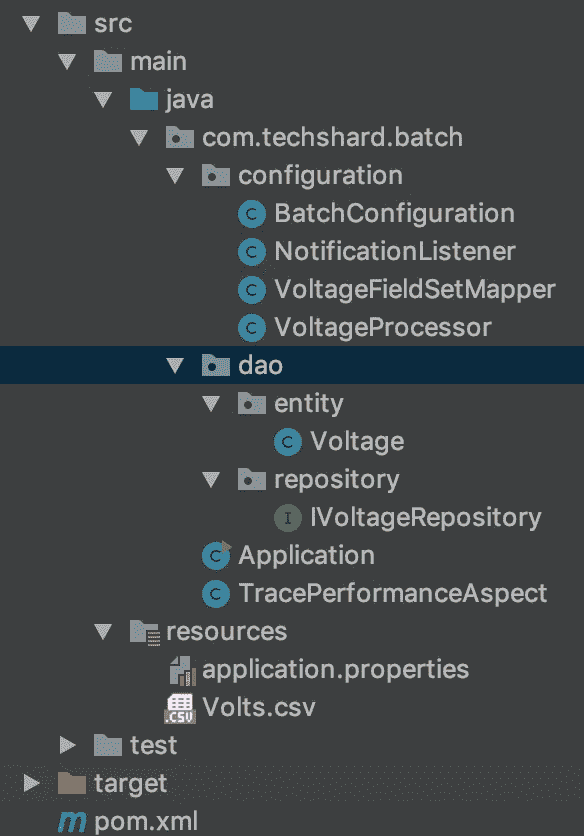 src
main
java
com.techshard.batch
configuration
C BatchConfiguration
C NotificationListener
C VoltageFieldSetMapper
C VoltageProcessor
dao
entity
C Voltage
repository
I IVoltageRepository
C Application
C TracePerformanceAspect
resources
application.properties
.CSV Volts.csv
test
target
m pom.xml